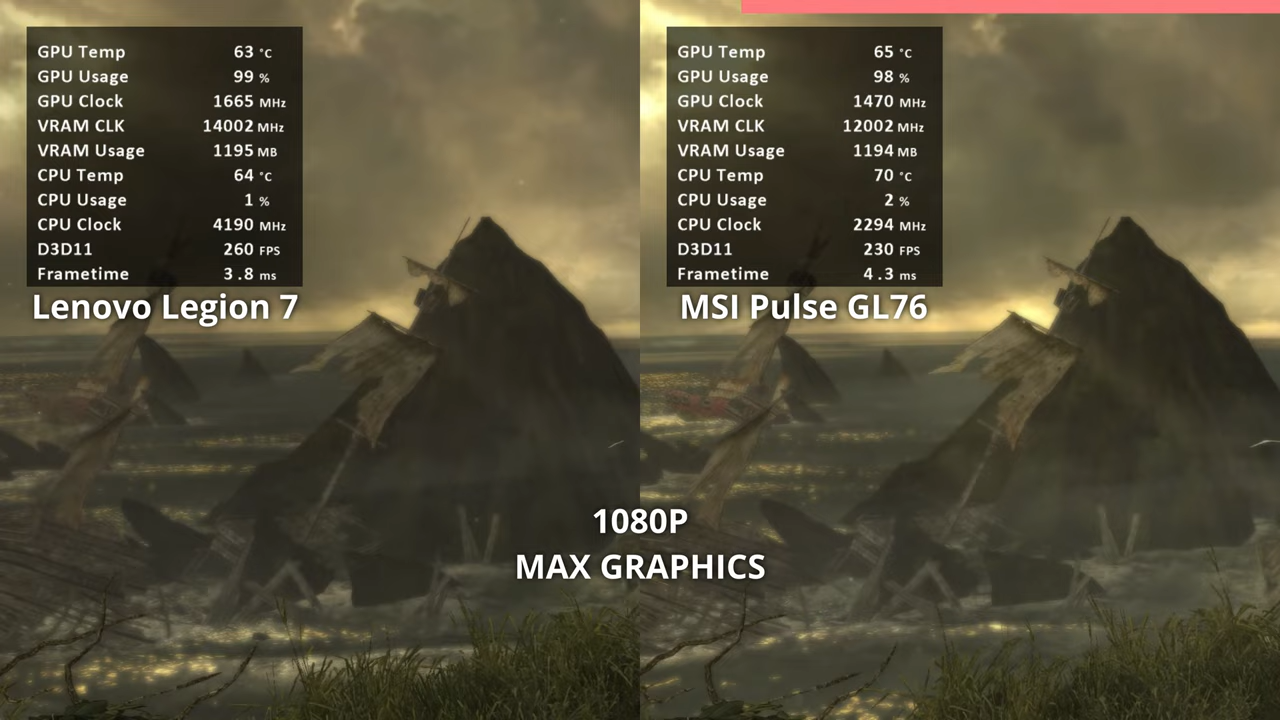 GPU Temp 63 °C
GPU Usage 99 %
GPU Clock 1665 MHz
VRAM CLK 14002 MHz
VRAM Usage 1195 MB
CPU Temp 64 °C
CPU Usage 1 %
CPU Clock 4190 MHz
D3D11 260 FPS
Frametime 3.8 ms
Lenovo Legion 7
GPU Temp 65 °C
GPU Usage 98 %
GPU Clock 1470 MHz
VRAM CLK 12002 MHz
VRAM Usage 1194 MB
CPU Temp 70 °C
CPU Usage 2 %
CPU Clock 2294 MHz
D3D11 230 FPS
Frametime 4.3 ms
MSI Pulse GL76
1080P
MAX GRAPHICS